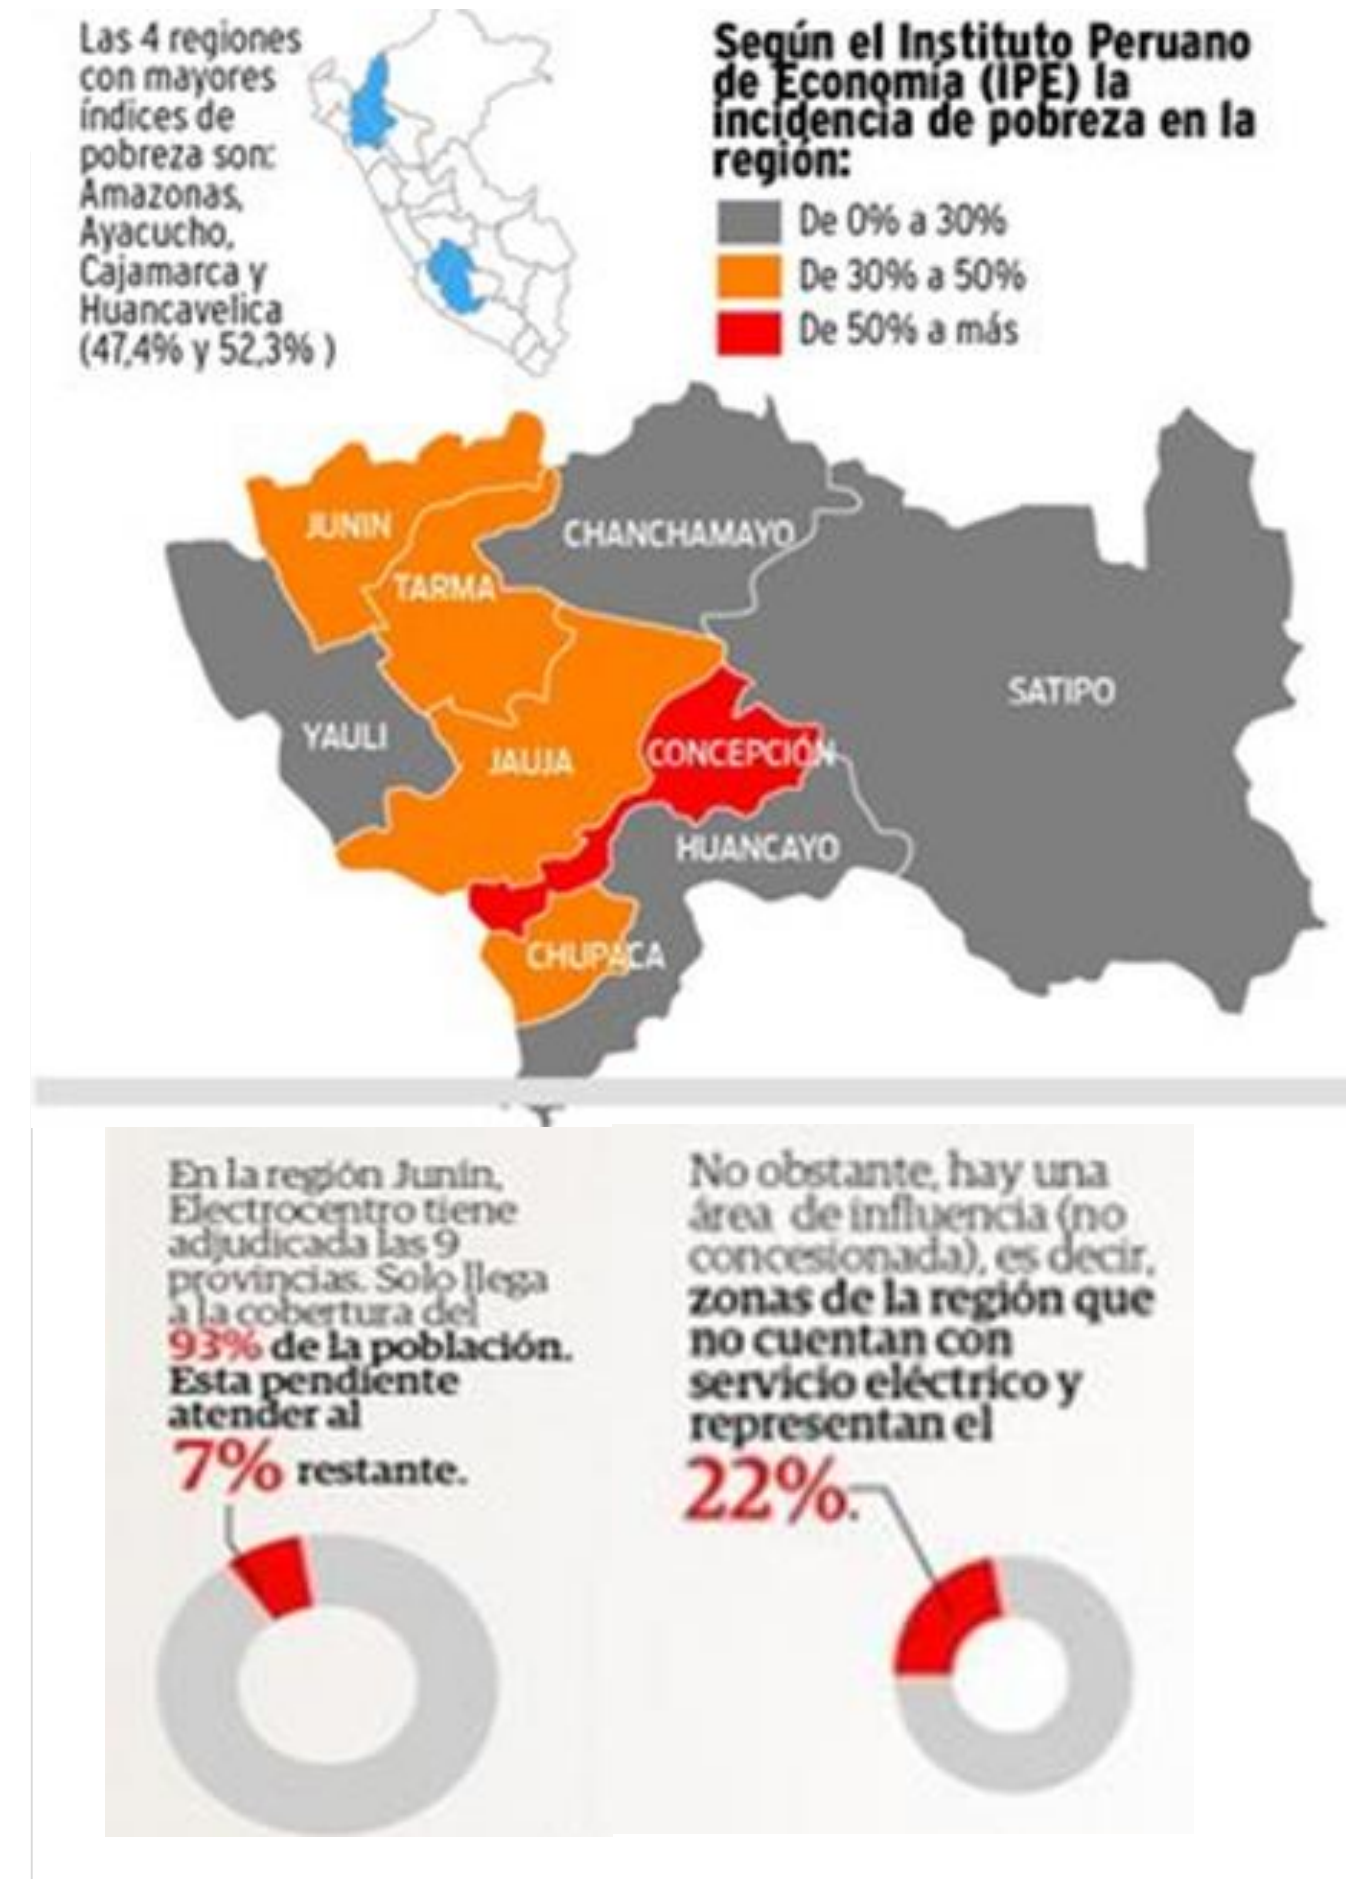 Las 4 regiones
con mayores
índices de
pobreza son:
Amazonas,
Ayacucho,
Cajamarca y
Huancavelica
(47,4% y 52,3% )
Según el Instituto Peruano
de Economía (IPE) la
incidencia de pobreza en la
región:
De 0% a 30%
De 30% a 50%
De 50% a más
JUNIN
CHANCHAMAYO
TARMA
SATIPO
YAULI
JAUJA
CONCEPCIÓN
HUANCAYO
CHUPACA
En la región Junín,
Electrocentro tiene
adjudicada las 9
provincias. Solo llega
a la cobertura del
93% de la población.
Esta pendiente
atender al
7% restante.
No obstante, hay una
área de influencia (no
concesionada), es decir,
zonas de la región que
no cuentan con
servicio eléctrico y
representan el
22%.